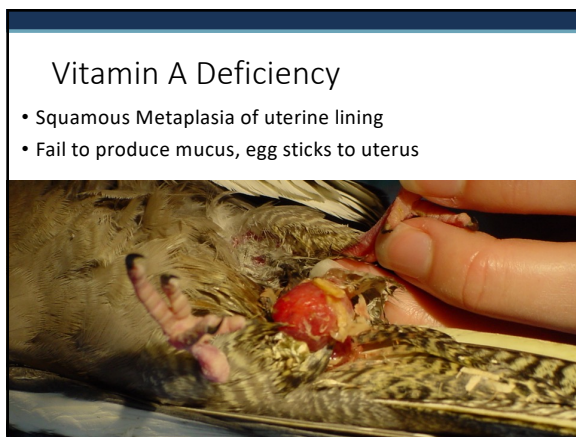 Vitamin A Deficiency
• Squamous Metaplasia of uterine lining
• Fail to produce mucus, egg sticks to uterus